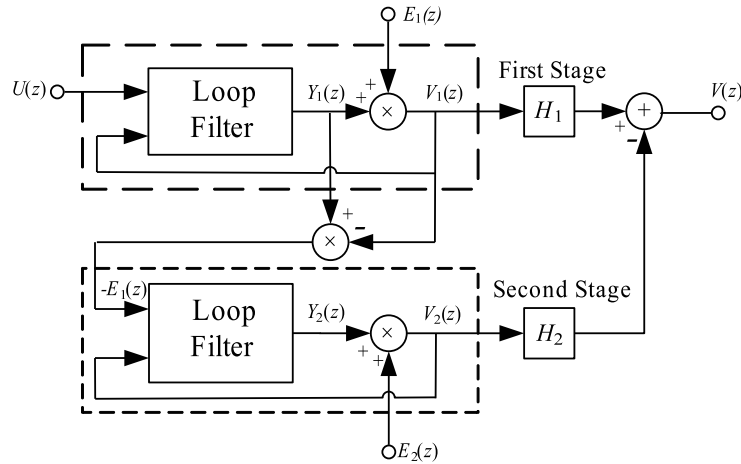 E1(z)
First Stage
U(z)
Loop
Filter
Y1(z)
+
+
×
V1(z)
H1
+
+
−
V(z)
+
−
×
-E1(z)
Loop
Filter
Y2(z)
+
+
×
V2(z)
Second Stage
H2
E2(z)